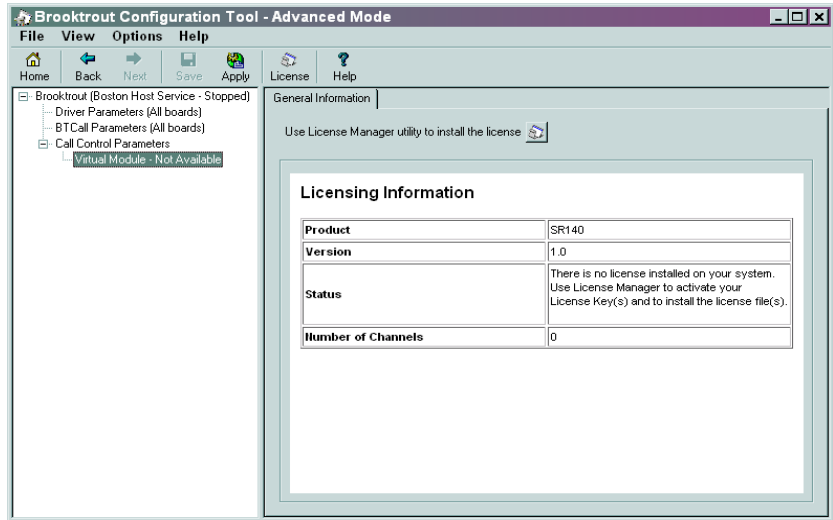 Brooktrout Configuration Tool - Advanced Mode
File View Options Help
Home Back Next Save Apply License Help
Brooktrout (Boston Host Service - Stopped)
Driver Parameters (All boards)
BTCall Parameters (All boards)
Call Control Parameters
Virtual Module - Not Available
General Information
Use License Manager utility to install the license
Licensing Information
Product SR140
Version 1.0
Status There is no license installed on your system.
Use License Manager to activate your
License Key(s) and to install the license file(s).
Number of Channels 0